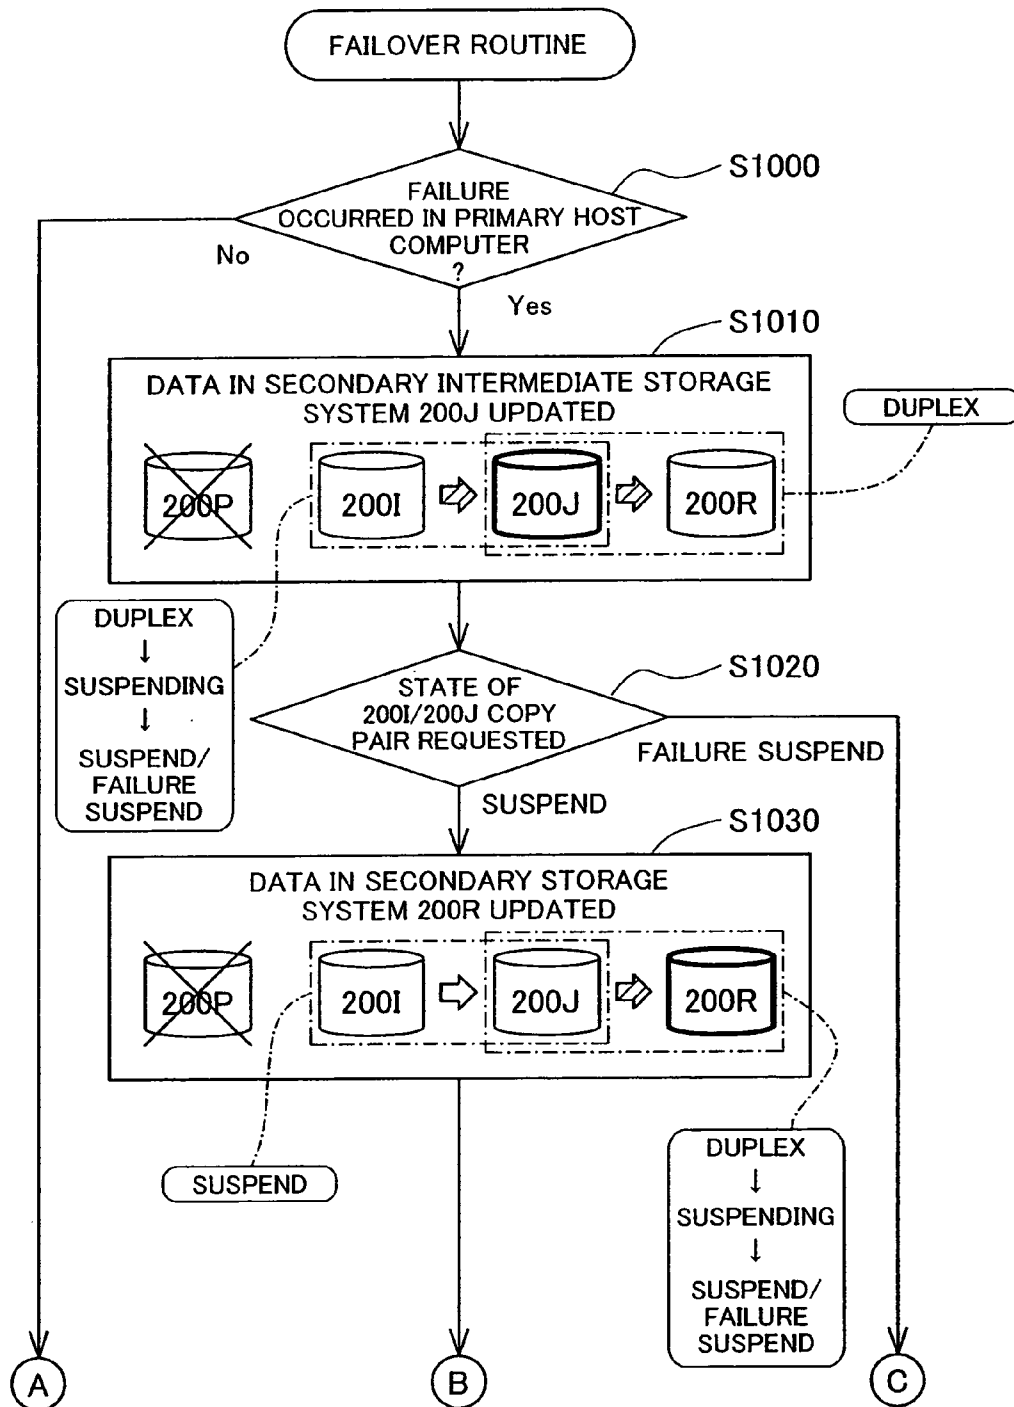 FAILOVER ROUTINE
S1000
FAILURE
OCCURRED IN PRIMARY HOST
COMPUTER
?
No
Yes
S1010
DATA IN SECONDARY INTERMEDIATE STORAGE
SYSTEM 200J UPDATED
DUPLEX
200P
200I
200J
200R
DUPLEX
↓
SUSPENDING
↓
SUSPEND/
FAILURE
SUSPEND
S1020
STATE OF
200I/200J COPY
PAIR REQUESTED
FAILURE SUSPEND
SUSPEND
S1030
DATA IN SECONDARY STORAGE
SYSTEM 200R UPDATED
200P
200I
200J
200R
SUSPEND
DUPLEX
↓
SUSPENDING
↓
SUSPEND/
FAILURE
SUSPEND
A
B
C